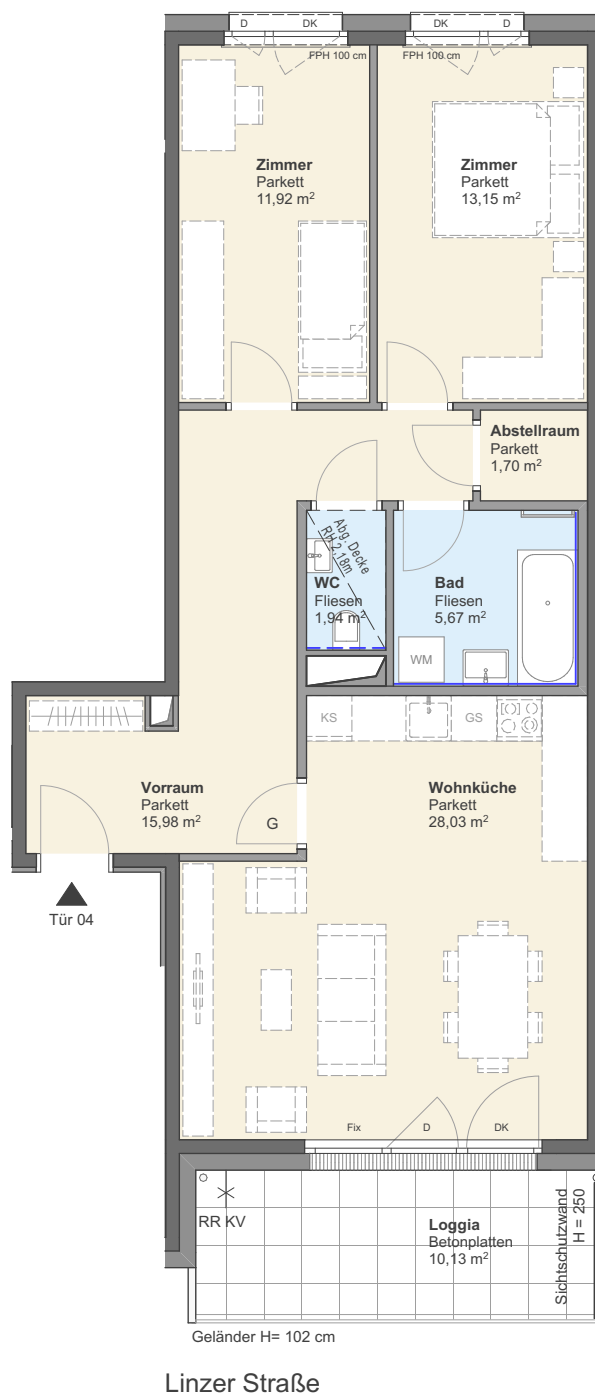 D DK
DK D
FPH 100 cm
FPH 100 cm
Zimmer
Parkett
11,92 m²
Zimmer
Parkett
13,15 m²
Abstellraum
Parkett
1,70 m²
Abg. Decke
RH 2,18m
WC
Fliesen
1,94 m²
Bad
Fliesen
5,67 m²
WM
KS
GS
Vorraum
Parkett
15,98 m²
G
Wohnküche
Parkett
28,03 m²
Tür 04
Fix
D
DK
RR KV
Loggia
Betonplatten
10,13 m²
Sichtschutzwand
H = 250
Geländer H= 102 cm
Linzer Straße